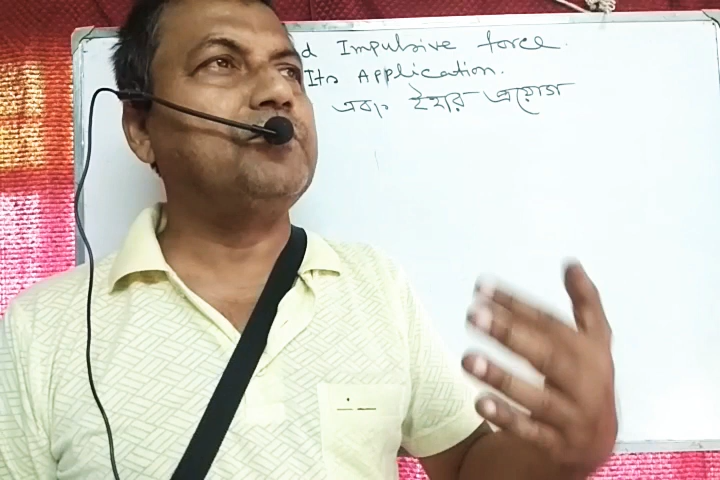 d Impulsive force.
Its Application.
এবং ইহার প্রয়োগ